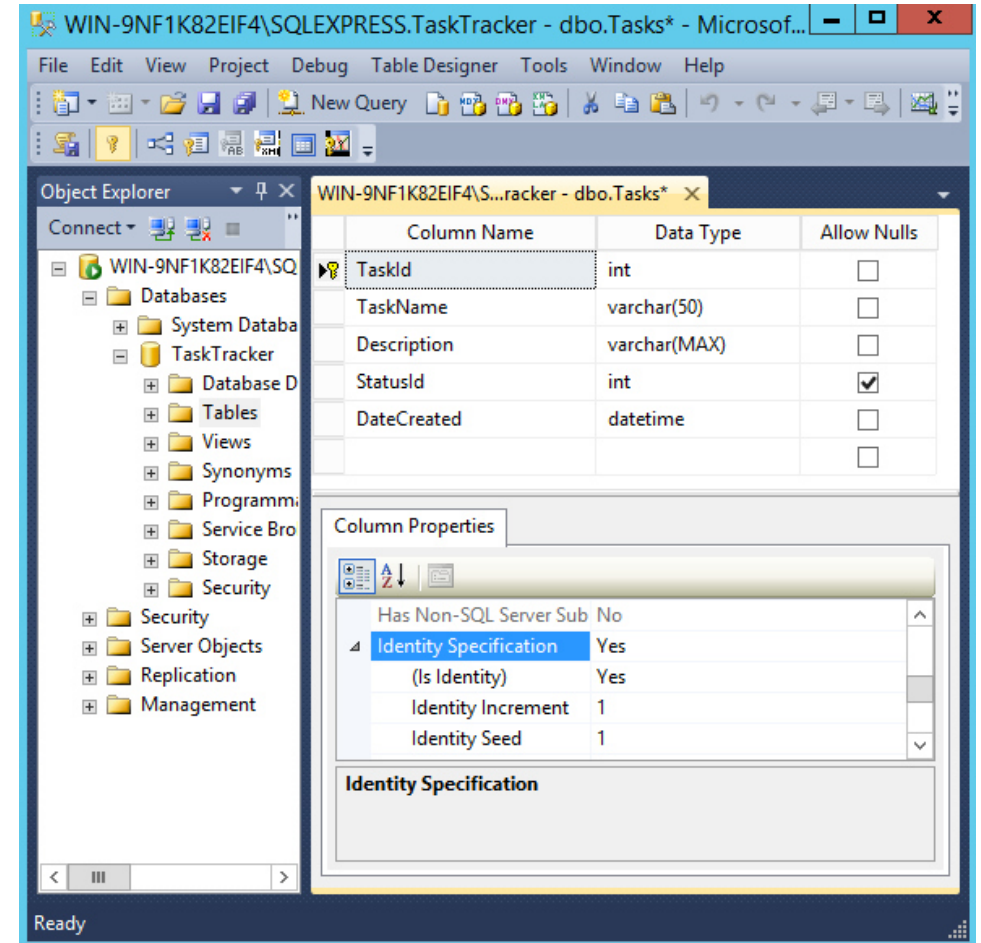 WIN-9NF1K82EIF4\SQLEXPRESS.TaskTracker - dbo.Tasks* - Microsof...
File Edit View Project Debug Table Designer Tools Window Help
New Query
Object Explorer
Connect
WIN-9NF1K82EIF4\SQ
Databases
System Databa
TaskTracker
Database D
Tables
Views
Synonyms
Programma
Service Bro
Storage
Security
Security
Server Objects
Replication
Management
WIN-9NF1K82EIF4\S...racker - dbo.Tasks*
Column Name Data Type Allow Nulls
TaskId int
TaskName varchar(50)
Description varchar(MAX)
StatusId int
DateCreated datetime
Column Properties
Has Non-SQL Server Sub No
Identity Specification Yes
(Is Identity) Yes
Identity Increment 1
Identity Seed 1
Identity Specification
Ready